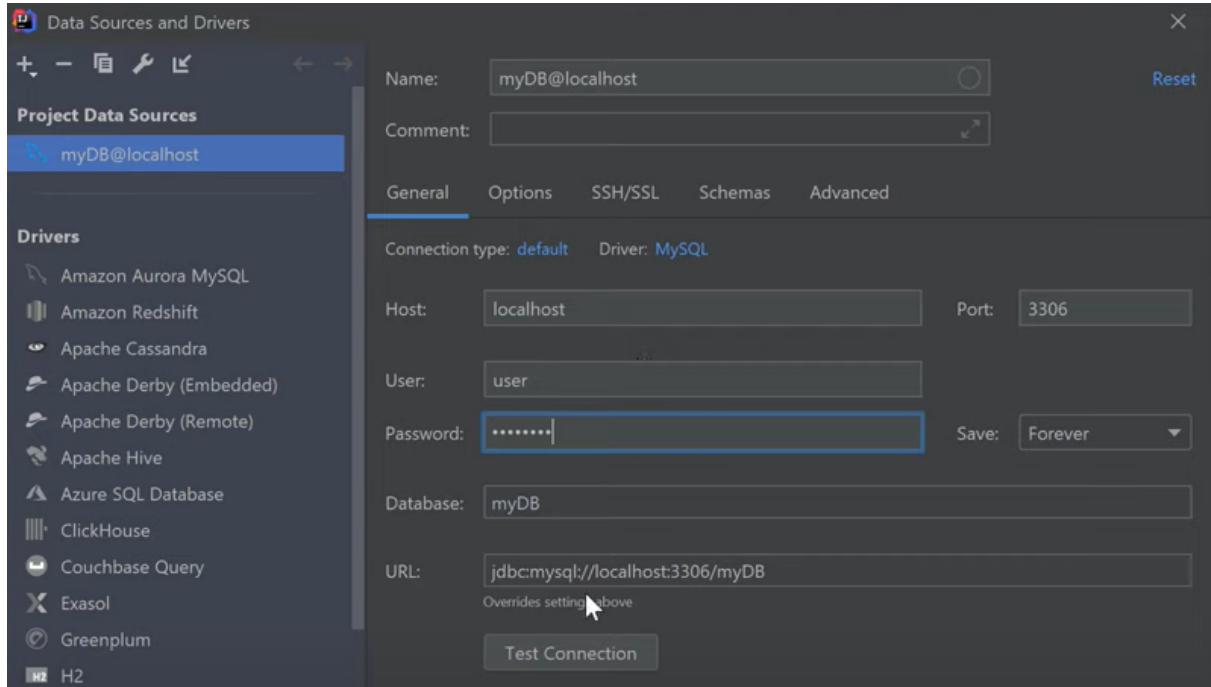 Data Sources and Drivers
Project Data Sources
myDB@localhost
Drivers
Amazon Aurora MySQL
Amazon Redshift
Apache Cassandra
Apache Derby (Embedded)
Apache Derby (Remote)
Apache Hive
Azure SQL Database
ClickHouse
Couchbase Query
Exasol
Greenplum
H2 H2
Name: myDB@localhost Reset
Comment:
General Options SSH/SSL Schemas Advanced
Connection type: default Driver: MySQL
Host: localhost Port: 3306
User: user
Password: •••••••• Save: Forever
Database: myDB
URL: jdbc:mysql://localhost:3306/myDB
Overrides settings above
Test Connection